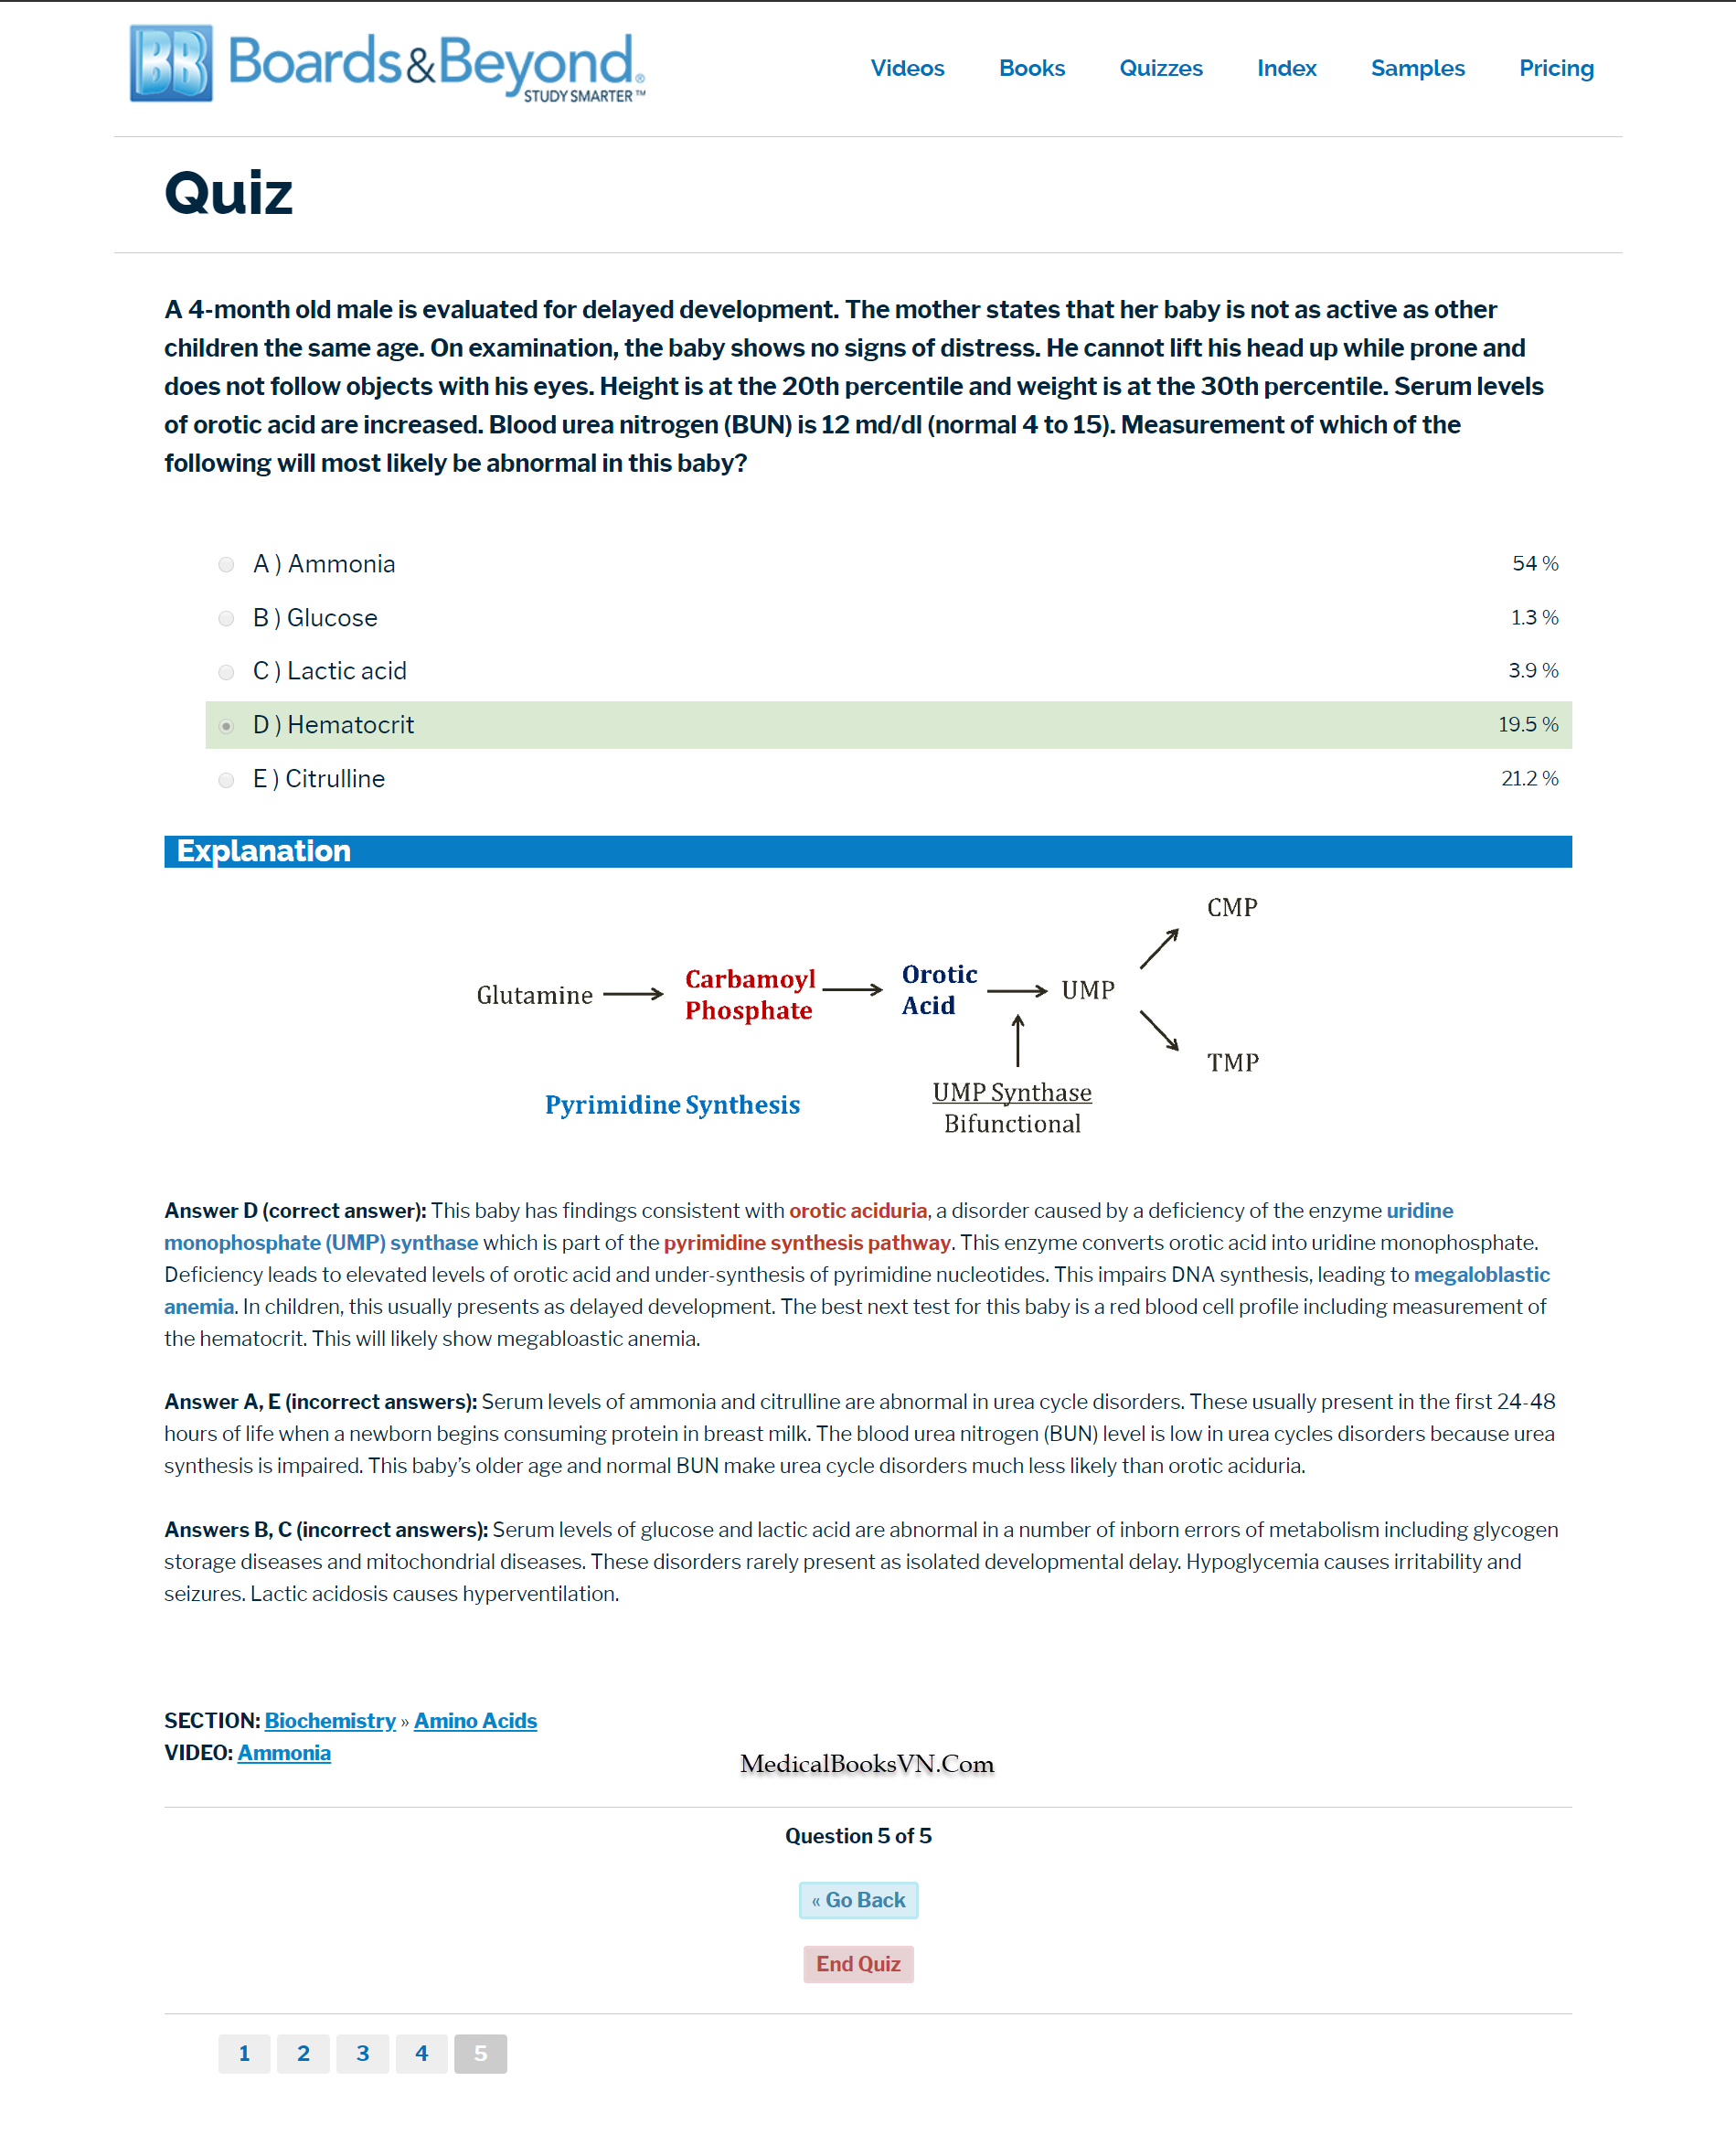 BB Boards&Beyond®
STUDY SMARTER™
Videos Books Quizzes Index Samples Pricing
Quiz
A 4-month old male is evaluated for delayed development. The mother states that her baby is not as active as other
children the same age. On examination, the baby shows no signs of distress. He cannot lift his head up while prone and
does not follow objects with his eyes. Height is at the 20th percentile and weight is at the 30th percentile. Serum levels
of orotic acid are increased. Blood urea nitrogen (BUN) is 12 md/dl (normal 4 to 15). Measurement of which of the
following will most likely be abnormal in this baby?
A ) Ammonia 54 %
B ) Glucose 1.3 %
C ) Lactic acid 3.9 %
D ) Hematocrit 19.5 %
E ) Citrulline 21.2 %
Explanation
CMP
Glutamine
Carbamoyl
Phosphate
Orotic
Acid
UMP
TMP
UMP Synthase
Bifunctional
Pyrimidine Synthesis
Answer D (correct answer): This baby has findings consistent with orotic aciduria, a disorder caused by a deficiency of the enzyme uridine
monophosphate (UMP) synthase which is part of the pyrimidine synthesis pathway. This enzyme converts orotic acid into uridine monophosphate.
Deficiency leads to elevated levels of orotic acid and under-synthesis of pyrimidine nucleotides. This impairs DNA synthesis, leading to megaloblastic
anemia. In children, this usually presents as delayed development. The best next test for this baby is a red blood cell profile including measurement of
the hematocrit. This will likely show megabloastic anemia.
Answer A, E (incorrect answers): Serum levels of ammonia and citrulline are abnormal in urea cycle disorders. These usually present in the first 24-48
hours of life when a newborn begins consuming protein in breast milk. The blood urea nitrogen (BUN) level is low in urea cycles disorders because urea
synthesis is impaired. This baby's older age and normal BUN make urea cycle disorders much less likely than orotic aciduria.
Answers B, C (incorrect answers): Serum levels of glucose and lactic acid are abnormal in a number of inborn errors of metabolism including glycogen
storage diseases and mitochondrial diseases. These disorders rarely present as isolated developmental delay. Hypoglycemia causes irritability and
seizures. Lactic acidosis causes hyperventilation.
SECTION: Biochemistry » Amino Acids
VIDEO: Ammonia
MedicalBooksVN.Com
Question 5 of 5
« Go Back
End Quiz
1 2 3 4 5